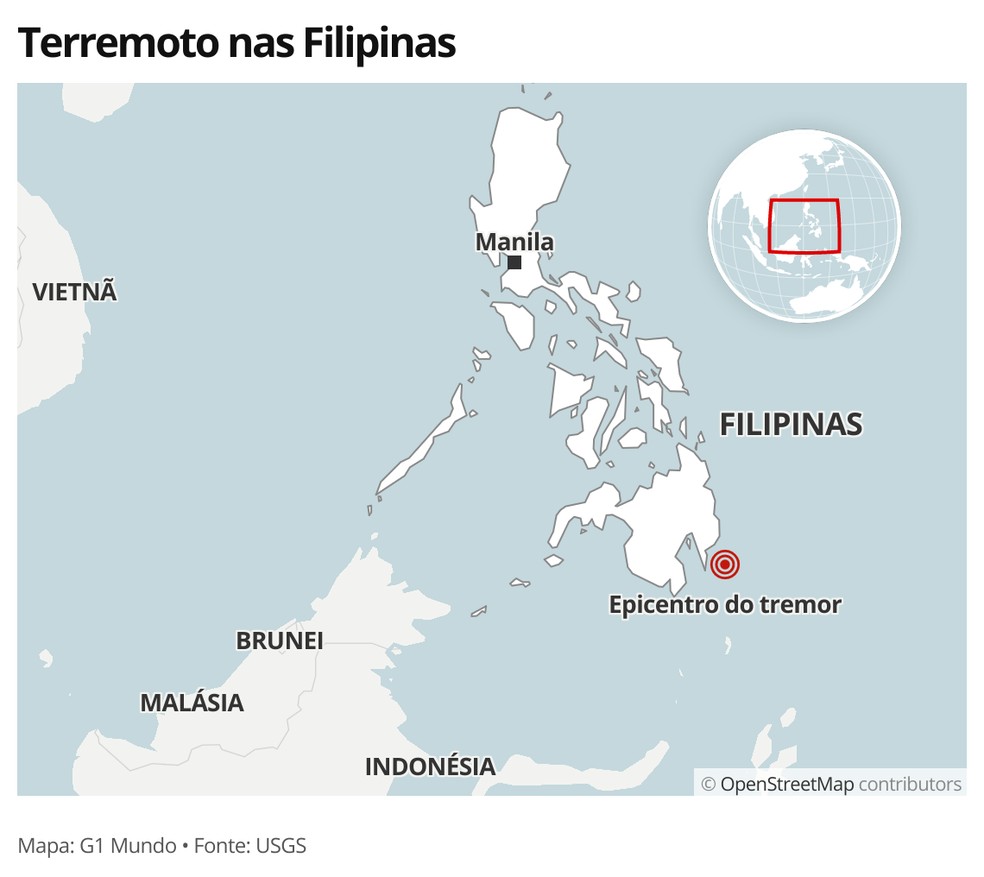 Terremoto nas Filipinas
Manila
VIETNÃ
FILIPINAS
Epicentro do tremor
BRUNEI
MALÁSIA
INDONÉSIA
© OpenStreetMap contributors
Mapa: G1 Mundo • Fonte: USGS